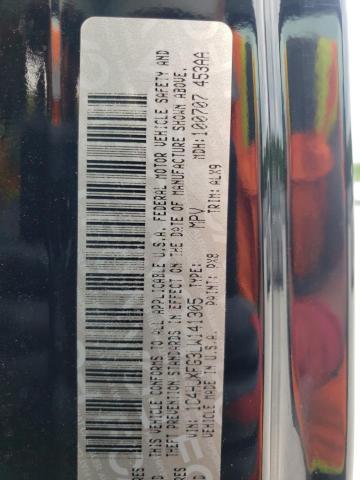 THIS VEHICLE CONFORMS TO ALL APPLICABLE U.S.A. FEDERAL MOTOR VEHICLE SAFETY AND
THEFT PREVENTION STANDARDS IN EFFECT ON THE DATE OF MANUFACTURE SHOWN ABOVE.
VIN: 1C4HJXFG3LW141305 TYPE: MPV MDH: 100707 453AA
PAINT: PX8 TRIM: ALX9
VEHICLE MADE IN U.S.A.